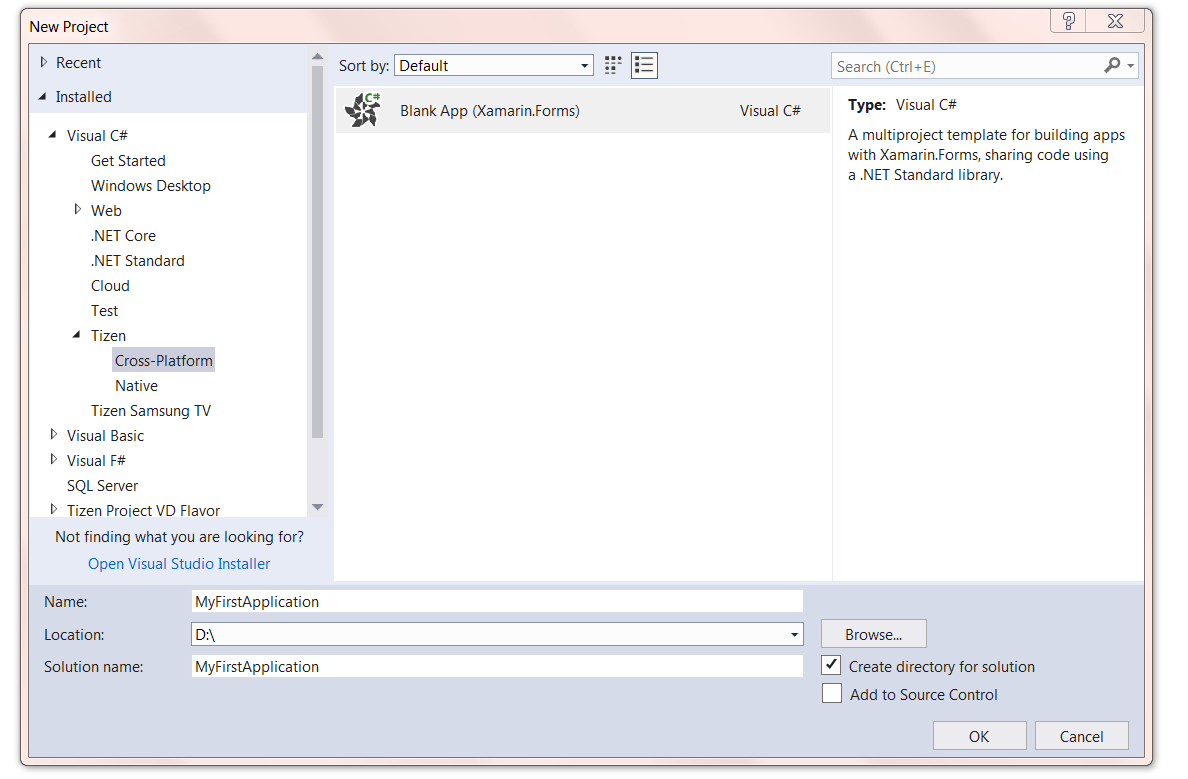 New Project
Recent
Installed
Visual C#
Get Started
Windows Desktop
Web
.NET Core
.NET Standard
Cloud
Test
Tizen
Cross-Platform
Native
Tizen Samsung TV
Visual Basic
Visual F#
SQL Server
Tizen Project VD Flavor
Not finding what you are looking for?
Open Visual Studio Installer
Sort by: Default
C# Blank App (Xamarin.Forms) Visual C#
Search (Ctrl+E)
Type: Visual C#
A multiproject template for building apps
with Xamarin.Forms, sharing code using
a .NET Standard library.
Name: MyFirstApplication
Location: D:\ Browse...
Solution name: MyFirstApplication
Create directory for solution
Add to Source Control
OK Cancel